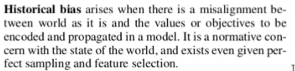 Historical bias arises when there is a misalignment be-
tween world as it is and the values or objectives to be
encoded and propagated in a model. It is a normative con-
cern with the state of the world, and exists even given per-
fect sampling and feature selection.